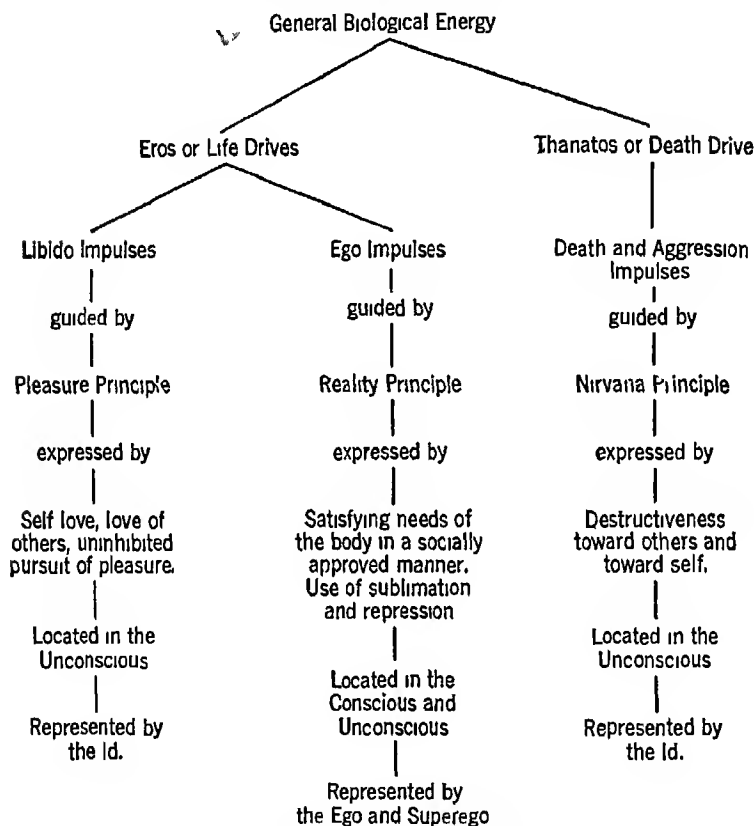 General Biological Energy
Eros or Life Drives
Thanatos or Death Drive
Libido Impulses
guided by
Pleasure Principle
expressed by
Self love, love of
others, uninhibited
pursuit of pleasure.
Located in the
Unconscious
Represented by
the Id.
Ego Impulses
guided by
Reality Principle
expressed by
Satisfying needs of
the body in a socially
approved manner.
Use of sublimation
and repression
Located in the
Conscious and
Unconscious
Represented by
the Ego and Superego
Death and Aggression
Impulses
guided by
Nirvana Principle
expressed by
Destructiveness
toward others and
toward self.
Located in the
Unconscious
Represented by
the Id.